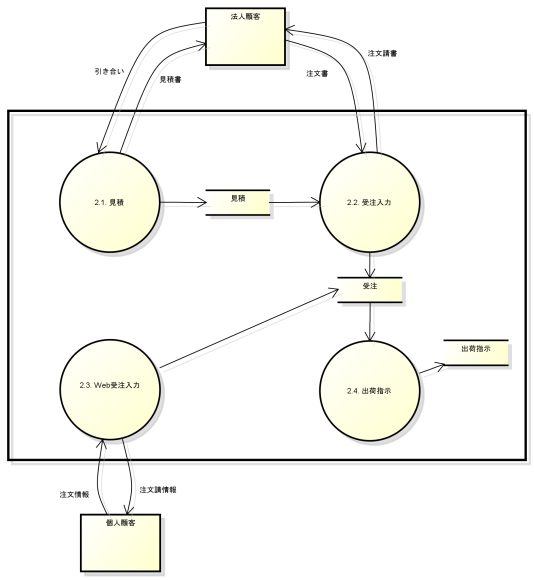 法人顧客
引き合い
見積書
注文書
注文請書
2.1. 見積
見積
2.2. 受注入力
受注
2.3. Web受注入力
2.4. 出荷指示
出荷指示
注文情報
注文請情報
個人顧客